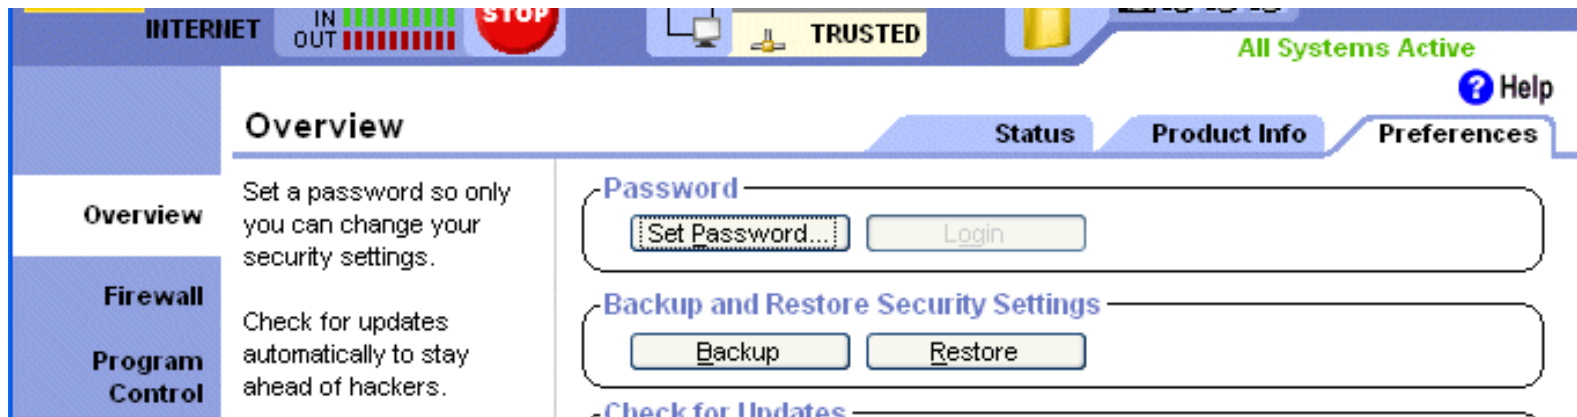 INTERNET
IN
OUT
STOP
TRUSTED
All Systems Active
? Help
Overview
Status
Product Info
Preferences
Overview
Firewall
Program
Control
Set a password so only
you can change your
security settings.
Check for updates
automatically to stay
ahead of hackers.
Password
Set Password...
Login
Backup and Restore Security Settings
Backup
Restore
Check for Updates